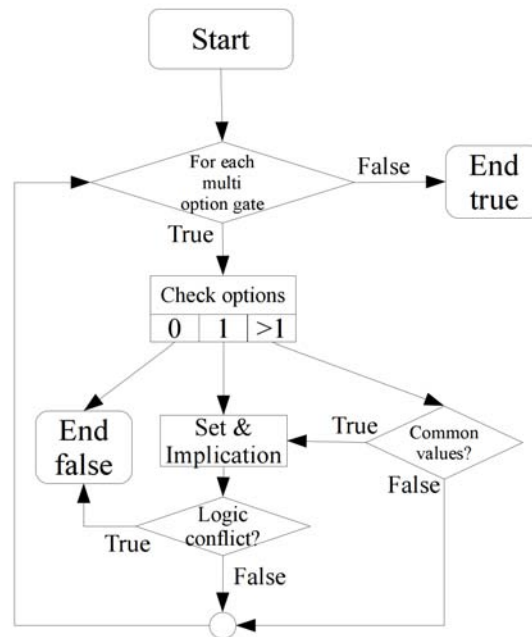 Start
For each
multi
option gate
False
End
true
True
Check options
0 1 >1
End
false
Set &
Implication
True
Common
values?
False
Logic
conflict?
True
False